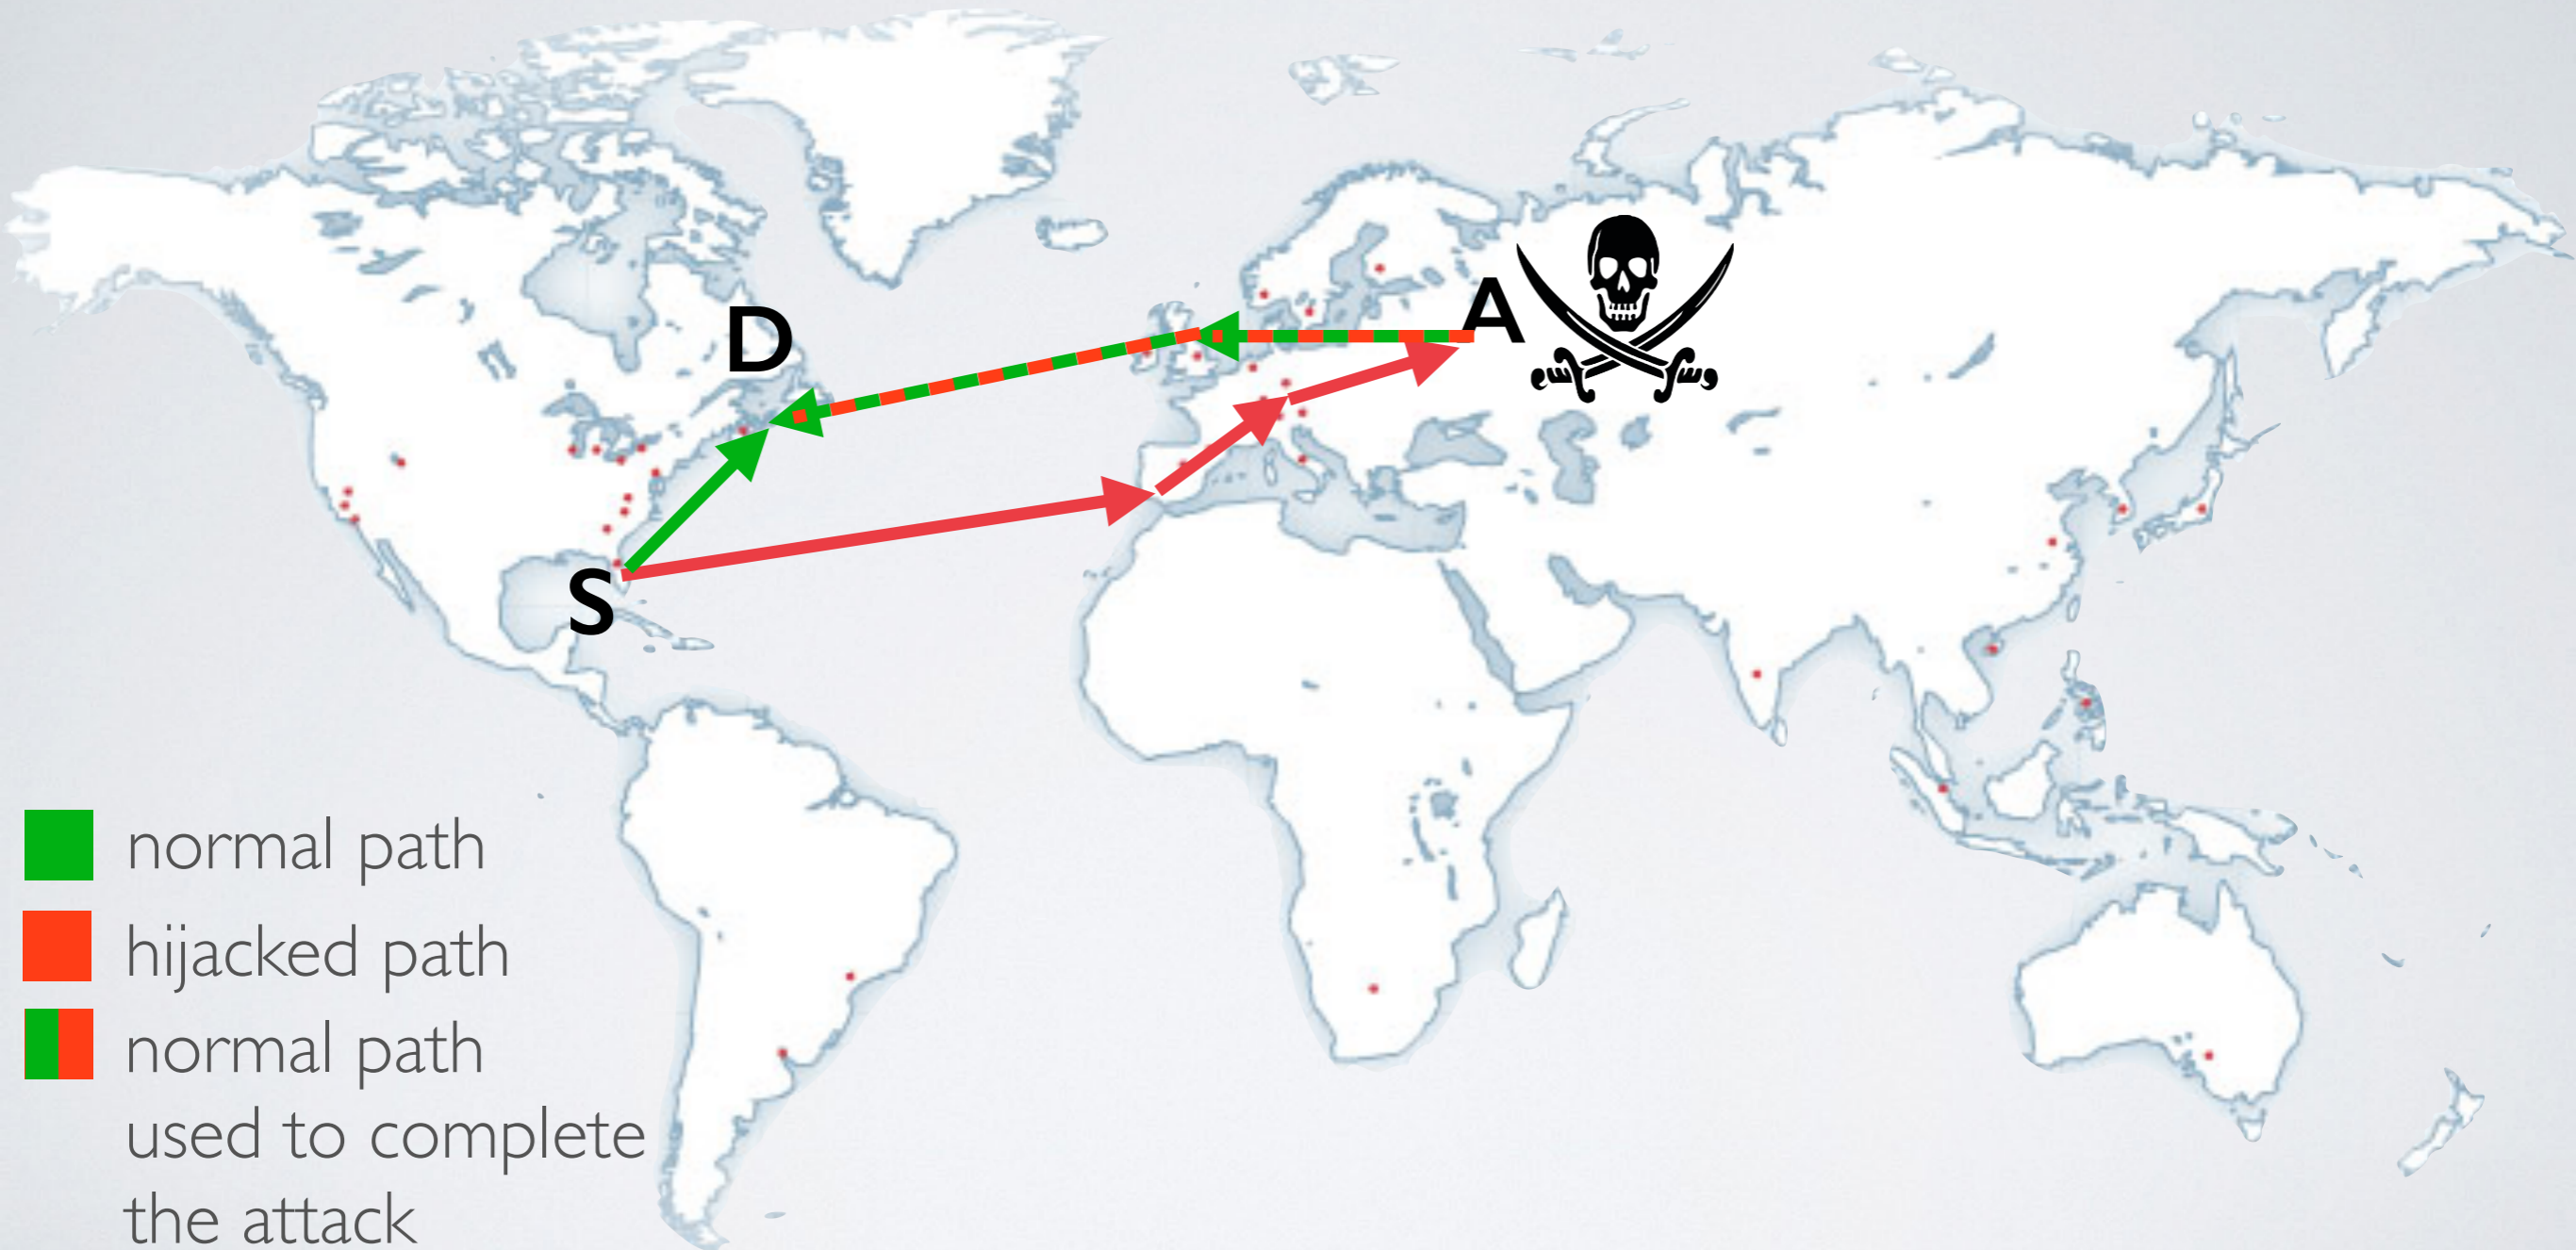 D
A
S
normal path
hijacked path
normal path
used to complete
the attack